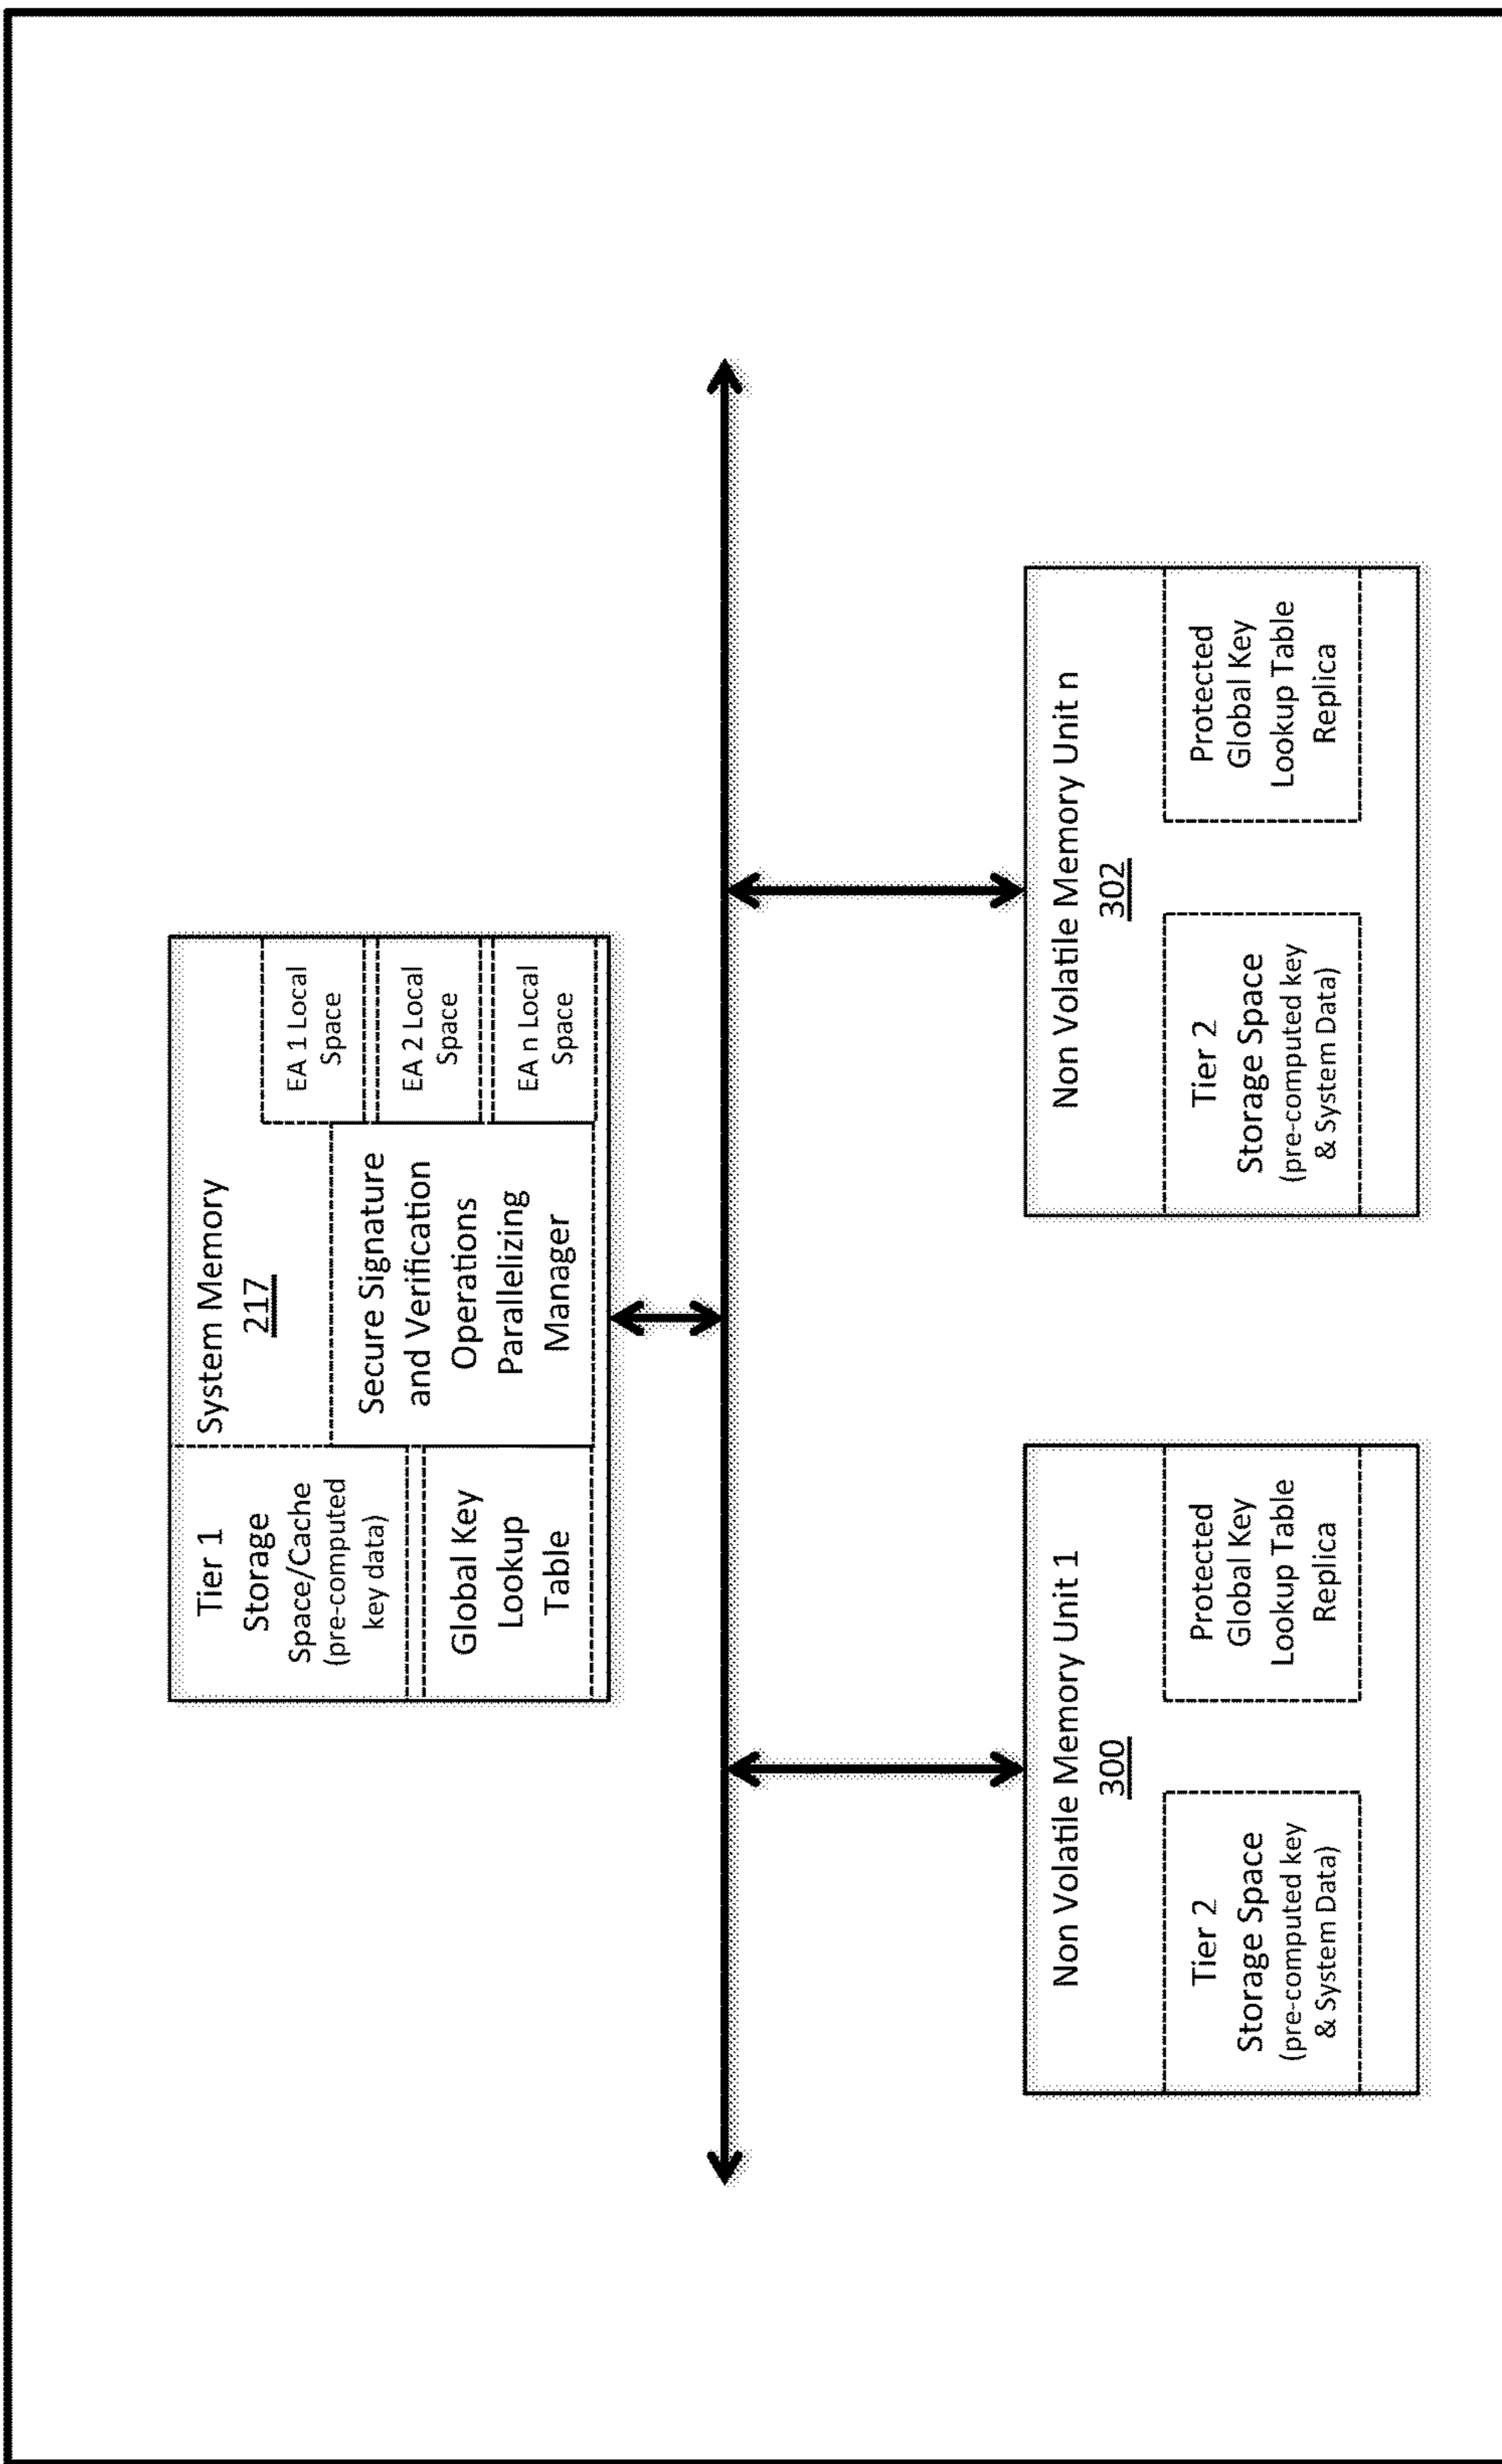 System Memory
217
Tier 1
Storage
Space/Cache
(pre-computed
key data)
Global Key
Lookup
Table
Secure Signature
and Verification
Operations
Parallelizing
Manager
EA 1 Local
Space
EA 2 Local
Space
EA n Local
Space
Non Volatile Memory Unit 1
300
Tier 2
Storage Space
(pre-computed key
& System Data)
Protected
Global Key
Lookup Table
Replica
Non Volatile Memory Unit n
302
Tier 2
Storage Space
(pre-computed key
& System Data)
Protected
Global Key
Lookup Table
Replica